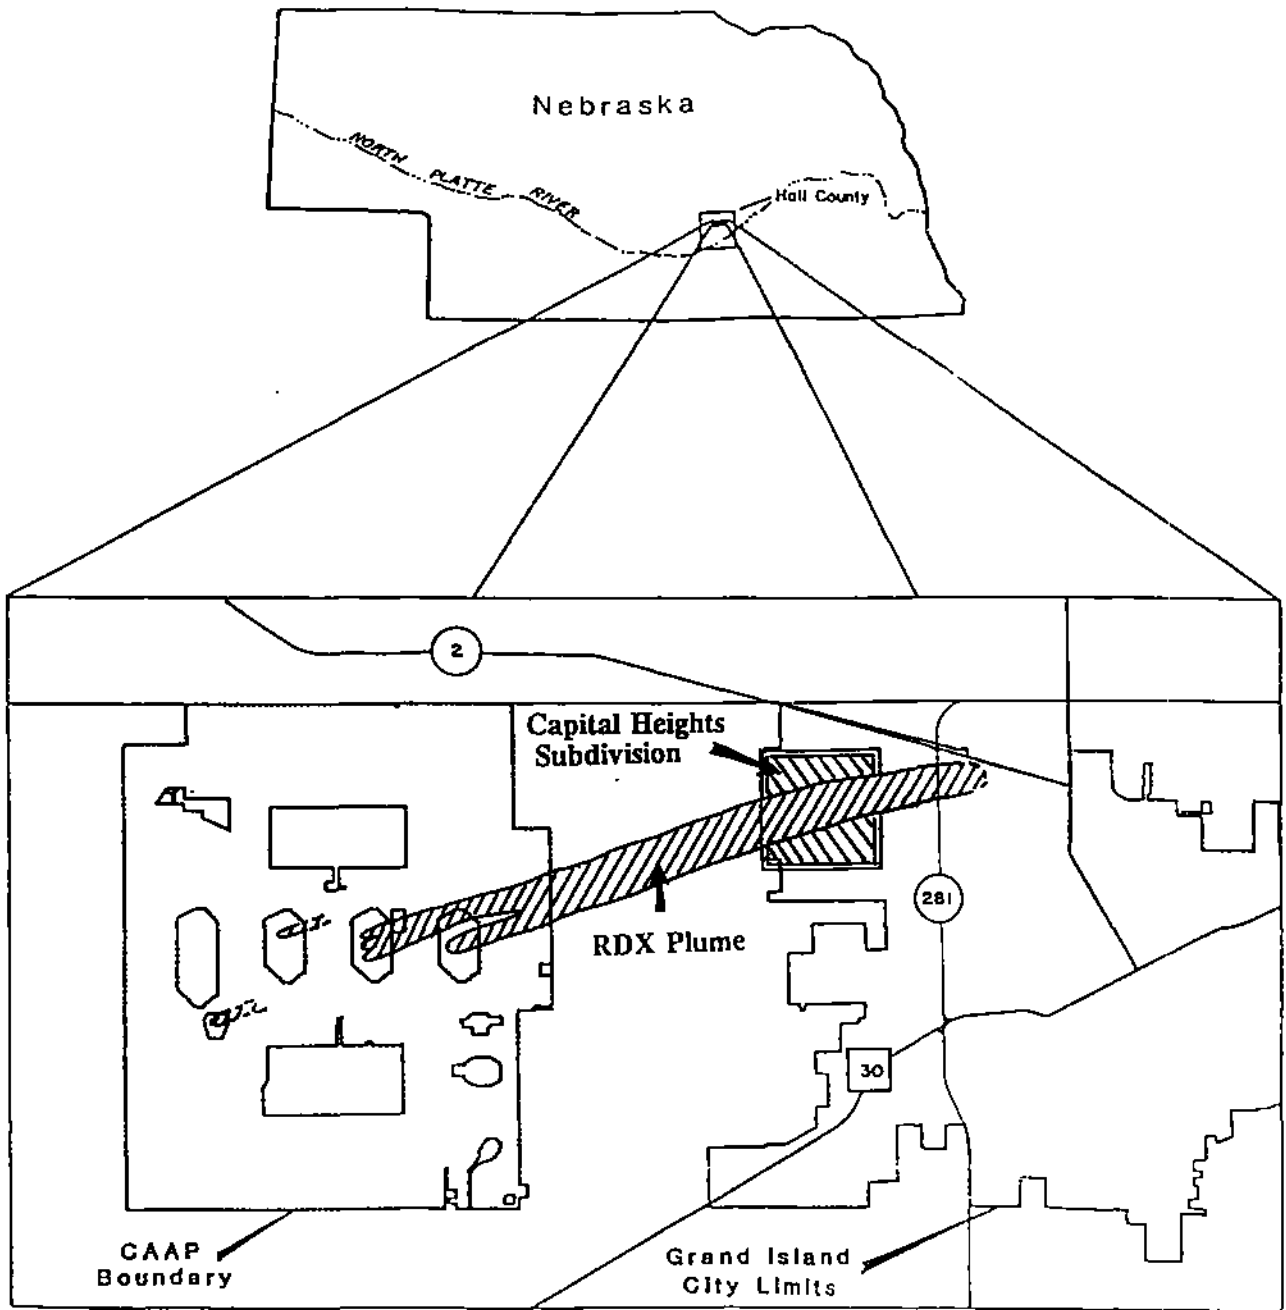 Nebraska
NORTH PLATTE RIVER
Hall County
2
Capital Heights
Subdivision
281
RDX Plume
30
CAAP
Boundary
Grand Island
City Limits